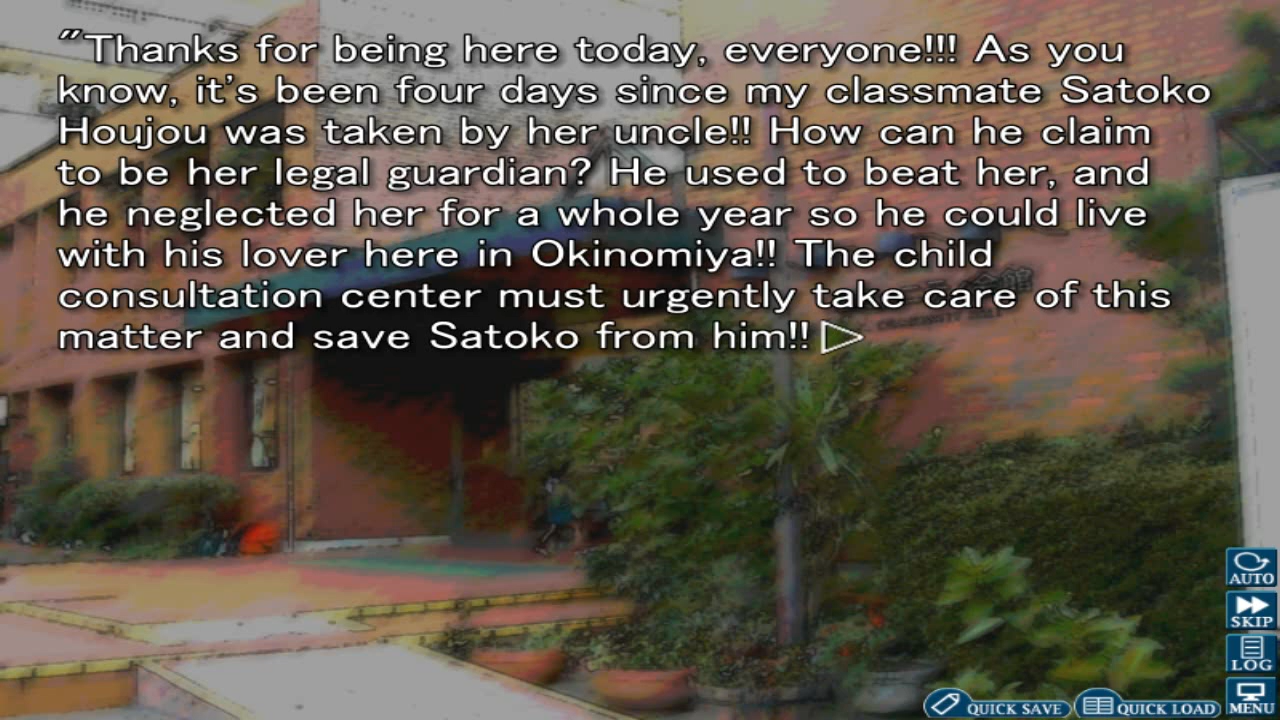 “Thanks for being here today, everyone!!! As you
know, it's been four days since my classmate Satoko
Houjou was taken by her uncle!! How can he claim
to be her legal guardian? He used to beat her, and
he neglected her for a whole year so he could live
with his lover here in Okinomiya!! The child
consultation center must urgently take care of this
matter and save Satoko from him!!
AUTO
SKIP
LOG
MENU
QUICK SAVE
QUICK LOAD